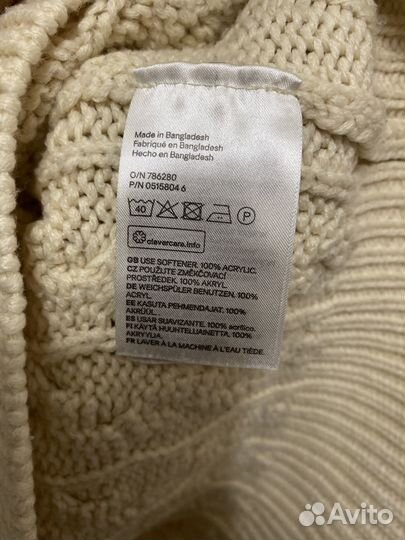 Made in Bangladesh
Fabriqué en Bangladesh
Hecho en Bangladesh
O/N 786280
P/N 0515804 6
40 P
clevercare.info
GB USE SOFTENER. 100% ACRYLIC.
CZ POUŽIJTE ZMĚKČOVACÍ
PROSTŘEDEK. 100% AKRYL.
DE WEICHSPÜLER BENUTZEN. 100%
ACRYL.
EE KASUTA PEHMENDAJAT. 100%
AKRÜÜL.
ES USAR SUAVIZANTE. 100% acrílico.
FI KÄYTÄ HUUHTELUAINETTA. 100%
AKRYYLIA.
FR LAVER À LA MACHINE À L'EAU TIÈDE.
Avito